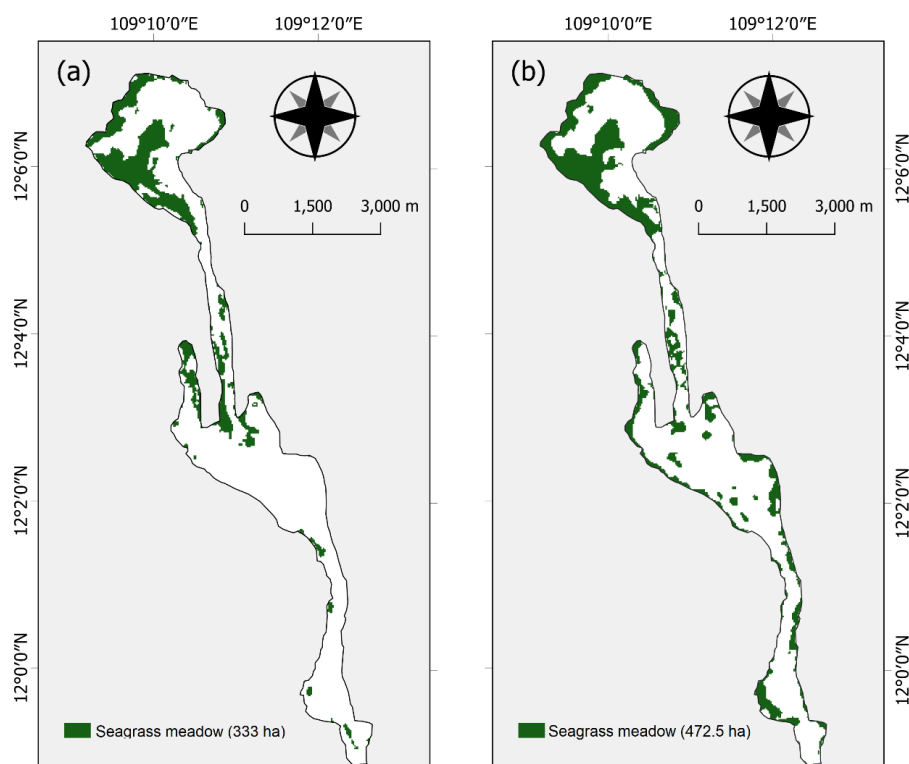 109°10′0″E 109°12′0″E 109°10′0″E 109°12′0″E
(a) (b)
12°6′0″N 12°6′0″N
0 1,500 3,000 m 0 1,500 3,000 m
12°4′0″N 12°4′0″N
12°2′0″N 12°2′0″N
12°0′0″N 12°0′0″N
Seagrass meadow (333 ha) Seagrass meadow (472.5 ha)